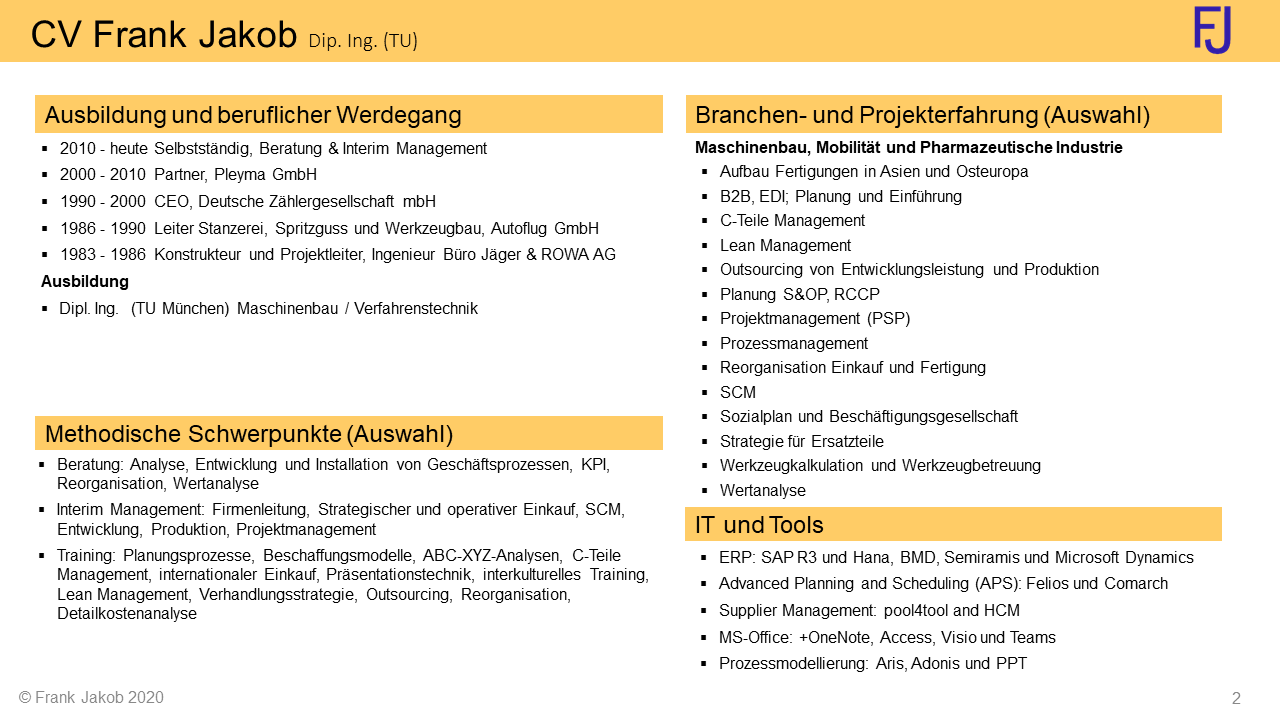 CV Frank Jakob Dip. Ing. (TU)
FJ
Ausbildung und beruflicher Werdegang
▪ 2010 - heute Selbstständig, Beratung & Interim Management
▪ 2000 - 2010 Partner, Pleyma GmbH
▪ 1990 - 2000 CEO, Deutsche Zählergesellschaft mbH
▪ 1986 - 1990 Leiter Stanzerei, Spritzguss und Werkzeugbau, Autoflug GmbH
▪ 1983 - 1986 Konstrukteur und Projektleiter, Ingenieur Büro Jäger & ROWA AG
Ausbildung
▪ Dipl. Ing. (TU München) Maschinenbau / Verfahrenstechnik
Methodische Schwerpunkte (Auswahl)
▪ Beratung: Analyse, Entwicklung und Installation von Geschäftsprozessen, KPI,
Reorganisation, Wertanalyse
▪ Interim Management: Firmenleitung, Strategischer und operativer Einkauf, SCM,
Entwicklung, Produktion, Projektmanagement
▪ Training: Planungsprozesse, Beschaffungsmodelle, ABC-XYZ-Analysen, C-Teile
Management, internationaler Einkauf, Präsentationstechnik, interkulturelles Training,
Lean Management, Verhandlungsstrategie, Outsourcing, Reorganisation,
Detailkostenanalyse
Branchen- und Projekterfahrung (Auswahl)
Maschinenbau, Mobilität und Pharmazeutische Industrie
▪ Aufbau Fertigungen in Asien und Osteuropa
▪ B2B, EDI; Planung und Einführung
▪ C-Teile Management
▪ Lean Management
▪ Outsourcing von Entwicklungsleistung und Produktion
▪ Planung S&OP, RCCP
▪ Projektmanagement (PSP)
▪ Prozessmanagement
▪ Reorganisation Einkauf und Fertigung
▪ SCM
▪ Sozialplan und Beschäftigungsgesellschaft
▪ Strategie für Ersatzteile
▪ Werkzeugkalkulation und Werkzeugbetreuung
▪ Wertanalyse
IT und Tools
▪ ERP: SAP R3 und Hana, BMD, Semiramis und Microsoft Dynamics
▪ Advanced Planning and Scheduling (APS): Felios und Comarch
▪ Supplier Management: pool4tool and HCM
▪ MS-Office: +OneNote, Access, Visio und Teams
▪ Prozessmodellierung: Aris, Adonis und PPT
© Frank Jakob 2020
2